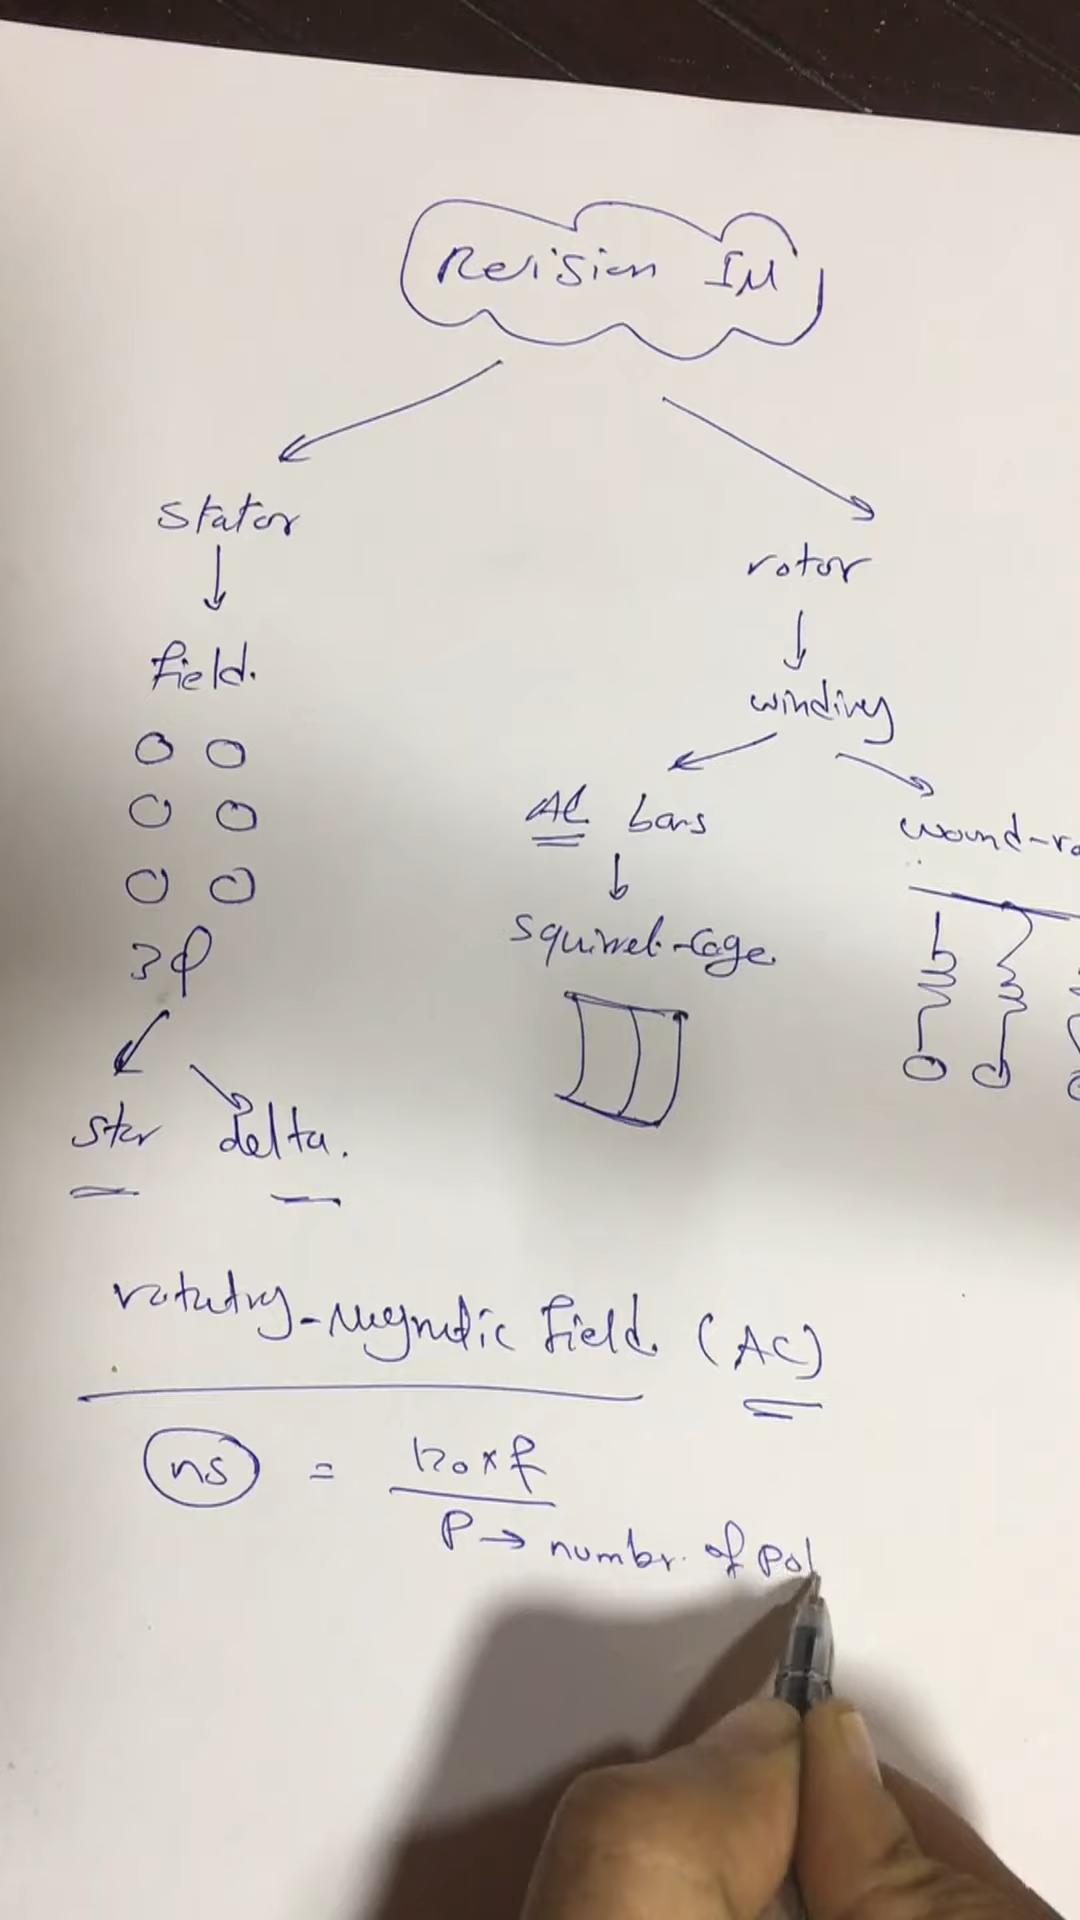 Revision IM
stator
rotor
field.
winding
AL bars
wound-ro
squirrel-cage
3φ
star delta.
rotating-magnetic field. (AC)
ns = 120 x f
P → numbr. of pol